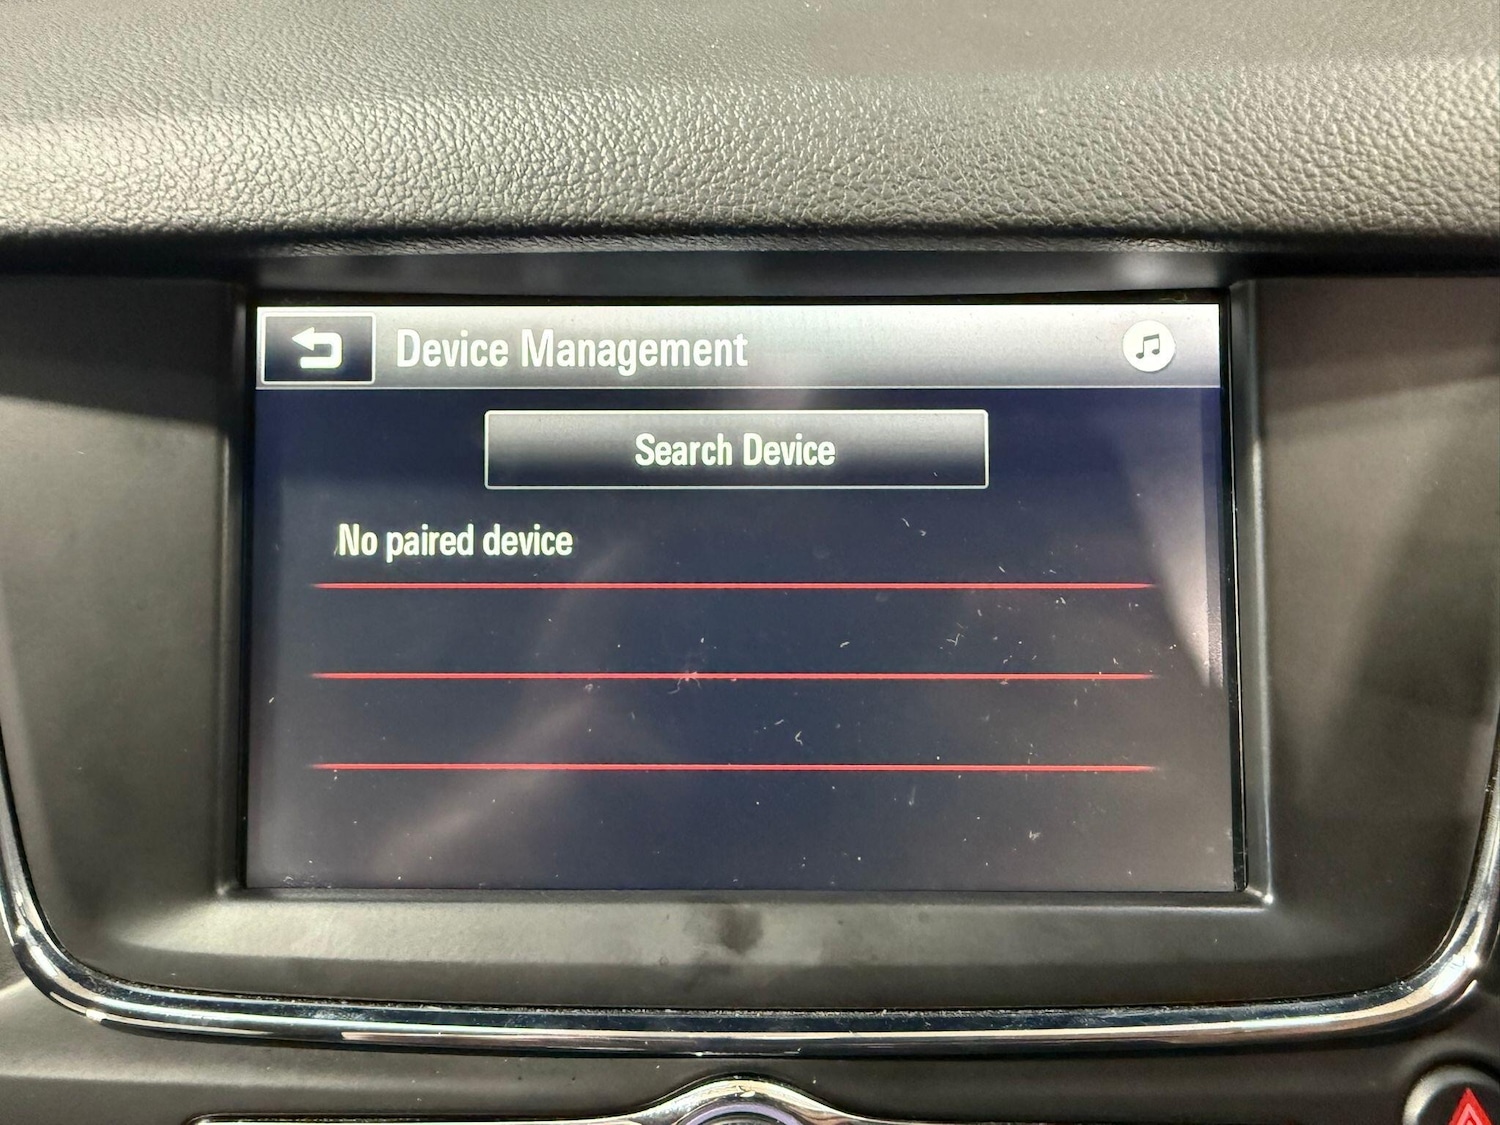 Device Management
Search Device
No paired device